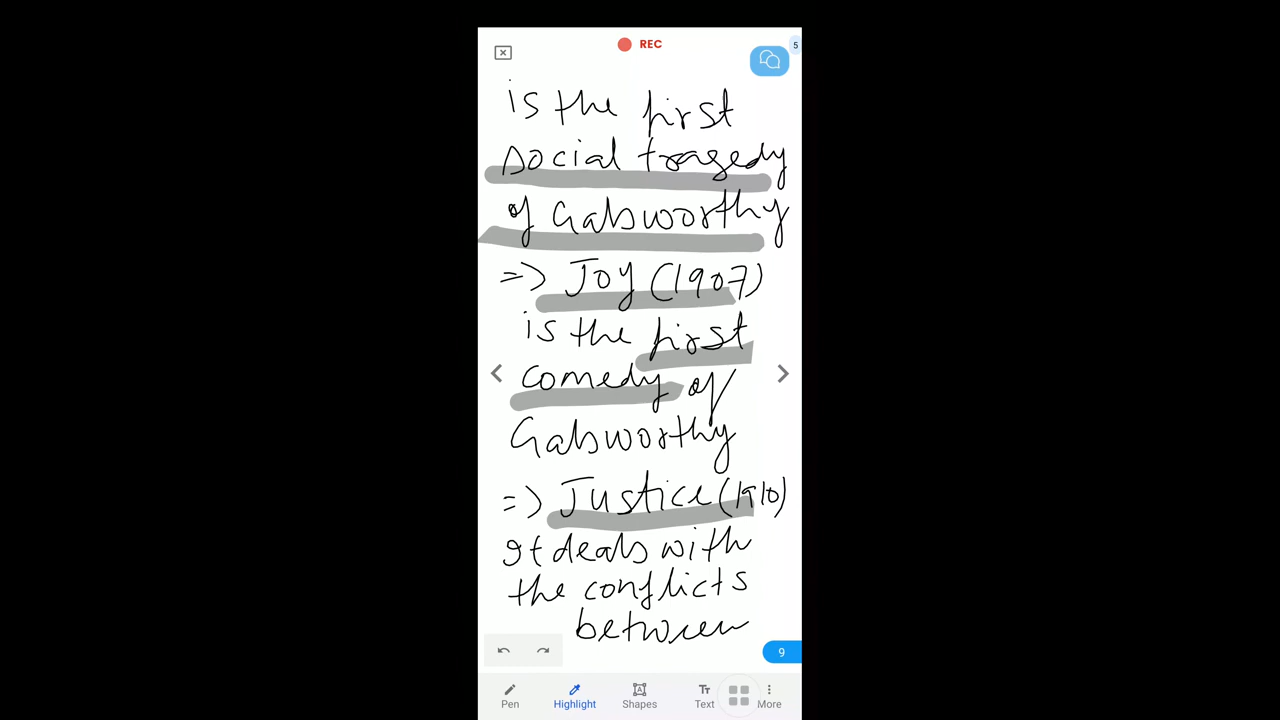 REC
5
is the first
social tragedy
of Galsworthy
=> Joy (1907)
is the first
comedy of
Galsworthy
=> Justice (1910)
It deals with
the conflicts
between
9
Pen Highlight Shapes Text More